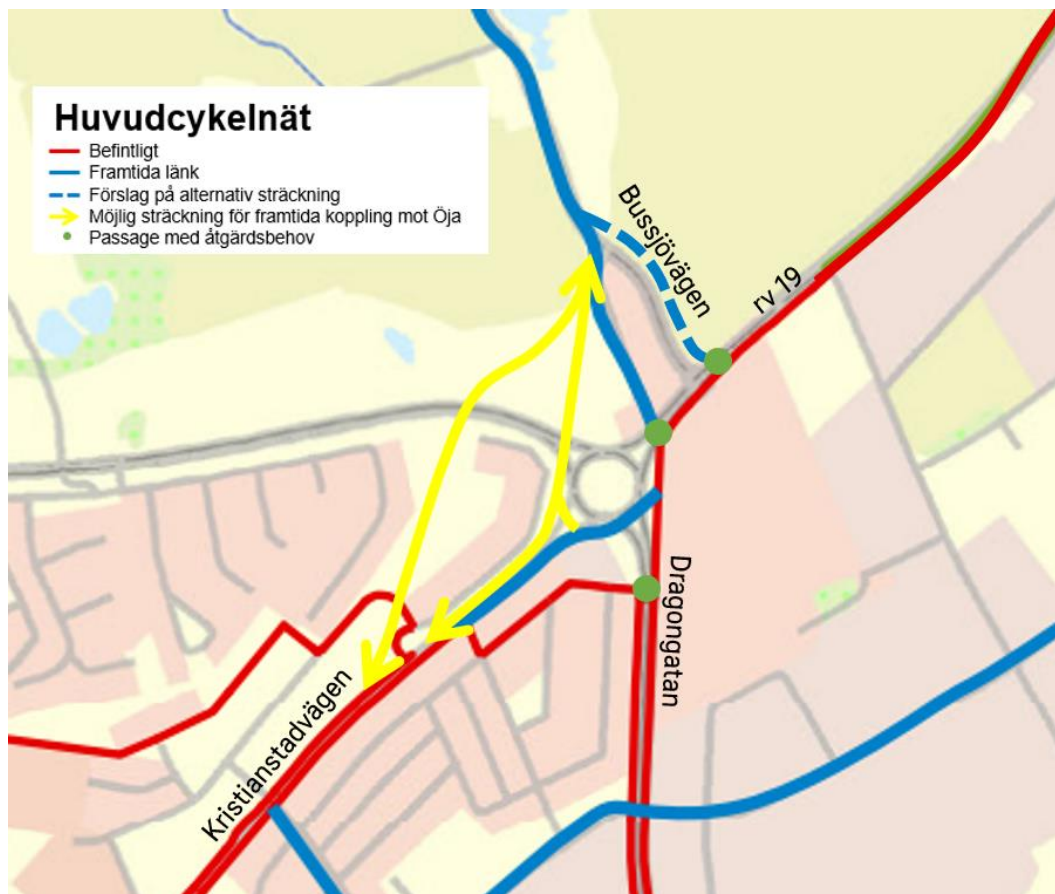 Huvudcykelnät
Befintligt
Framtida länk
Förslag på alternativ sträckning
Möjlig sträckning för framtida koppling mot Öja
Passage med åtgärdsbehov
Bussjövägen
rv 19
Dragongatan
Kristianstadvägen